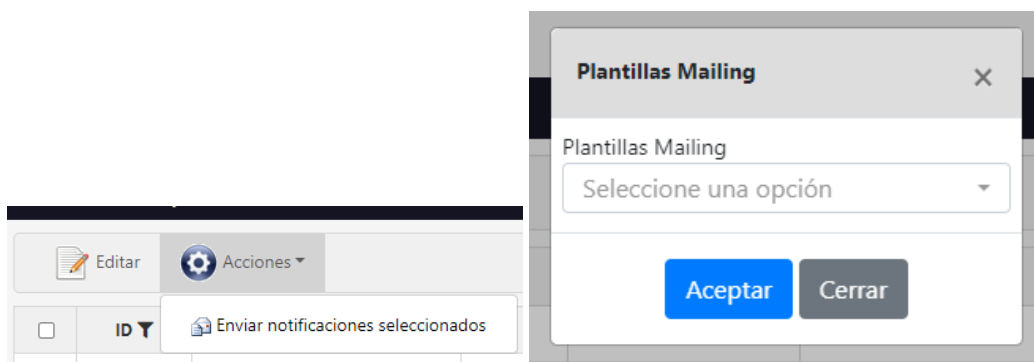 Editar
Acciones
ID
Enviar notificaciones seleccionados
Plantillas Mailing
×
Plantillas Mailing
Seleccione una opción
Aceptar
Cerrar